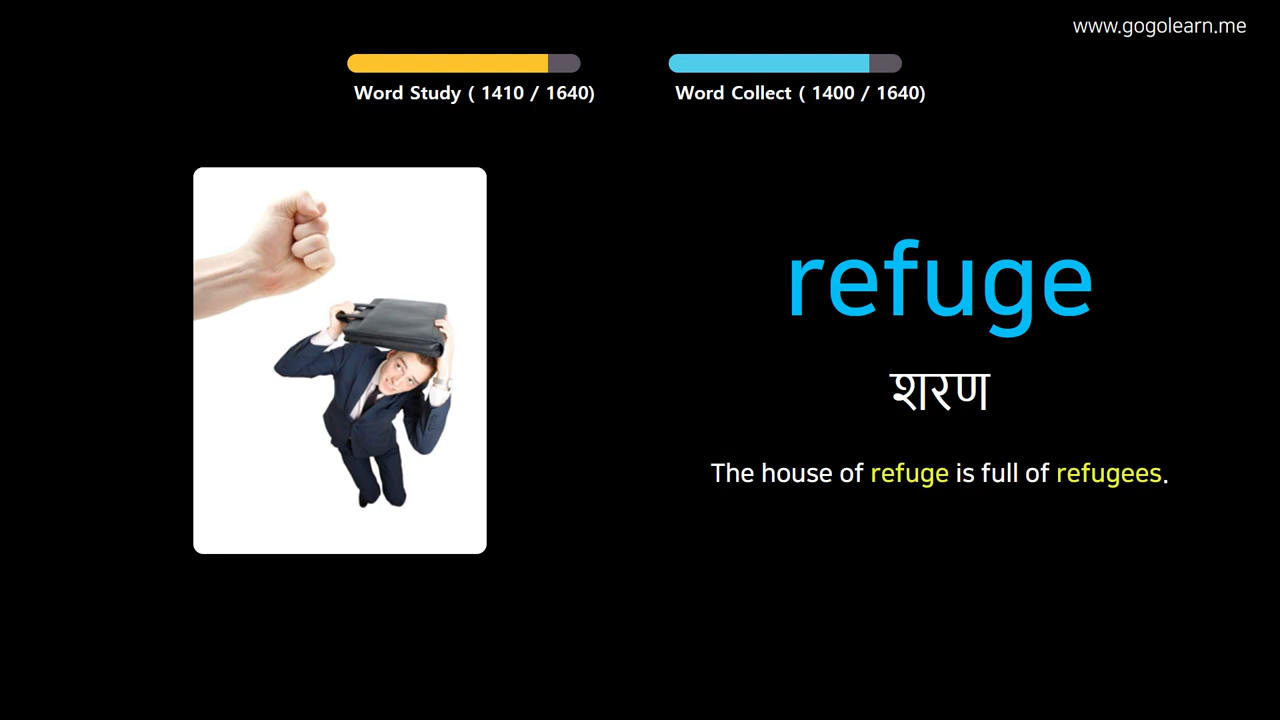 www.gogolearn.me
Word Study ( 1410 / 1640)
Word Collect ( 1400 / 1640)
refuge
शरण
The house of refuge is full of refugees.